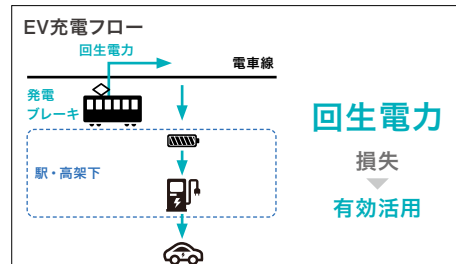 EV充電フロー
回生電力
電車線
発電
ブレーキ
駅・高架下
回生電力
損失
有効活用